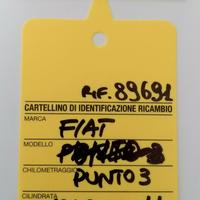 RIF. 89691
CARTELLINO DI IDENTIFICAZIONE RICAMBIO
MARCA
FIAT
MODELLO
PUNTO 3
CHILOMETRAGGIO
CILINDRATA